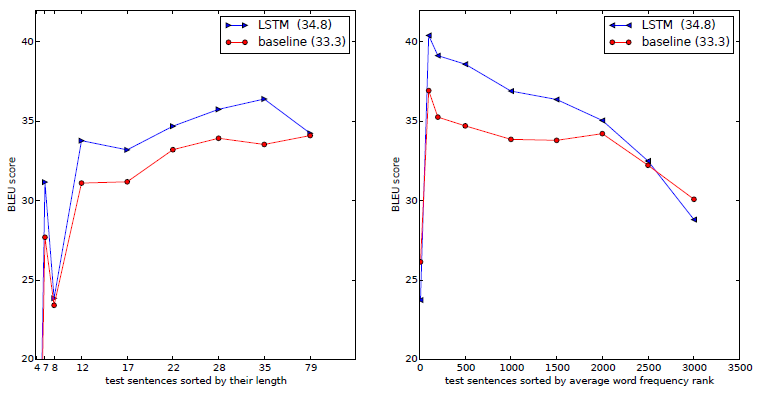 LSTM (34.8)
baseline (33.3)
40
35
30
25
20
BLEU score
4 7 8 12 17 22 28 35 79
test sentences sorted by their length
LSTM (34.8)
baseline (33.3)
40
35
30
25
20
BLEU score
0 500 1000 1500 2000 2500 3000 3500
test sentences sorted by average word frequency rank